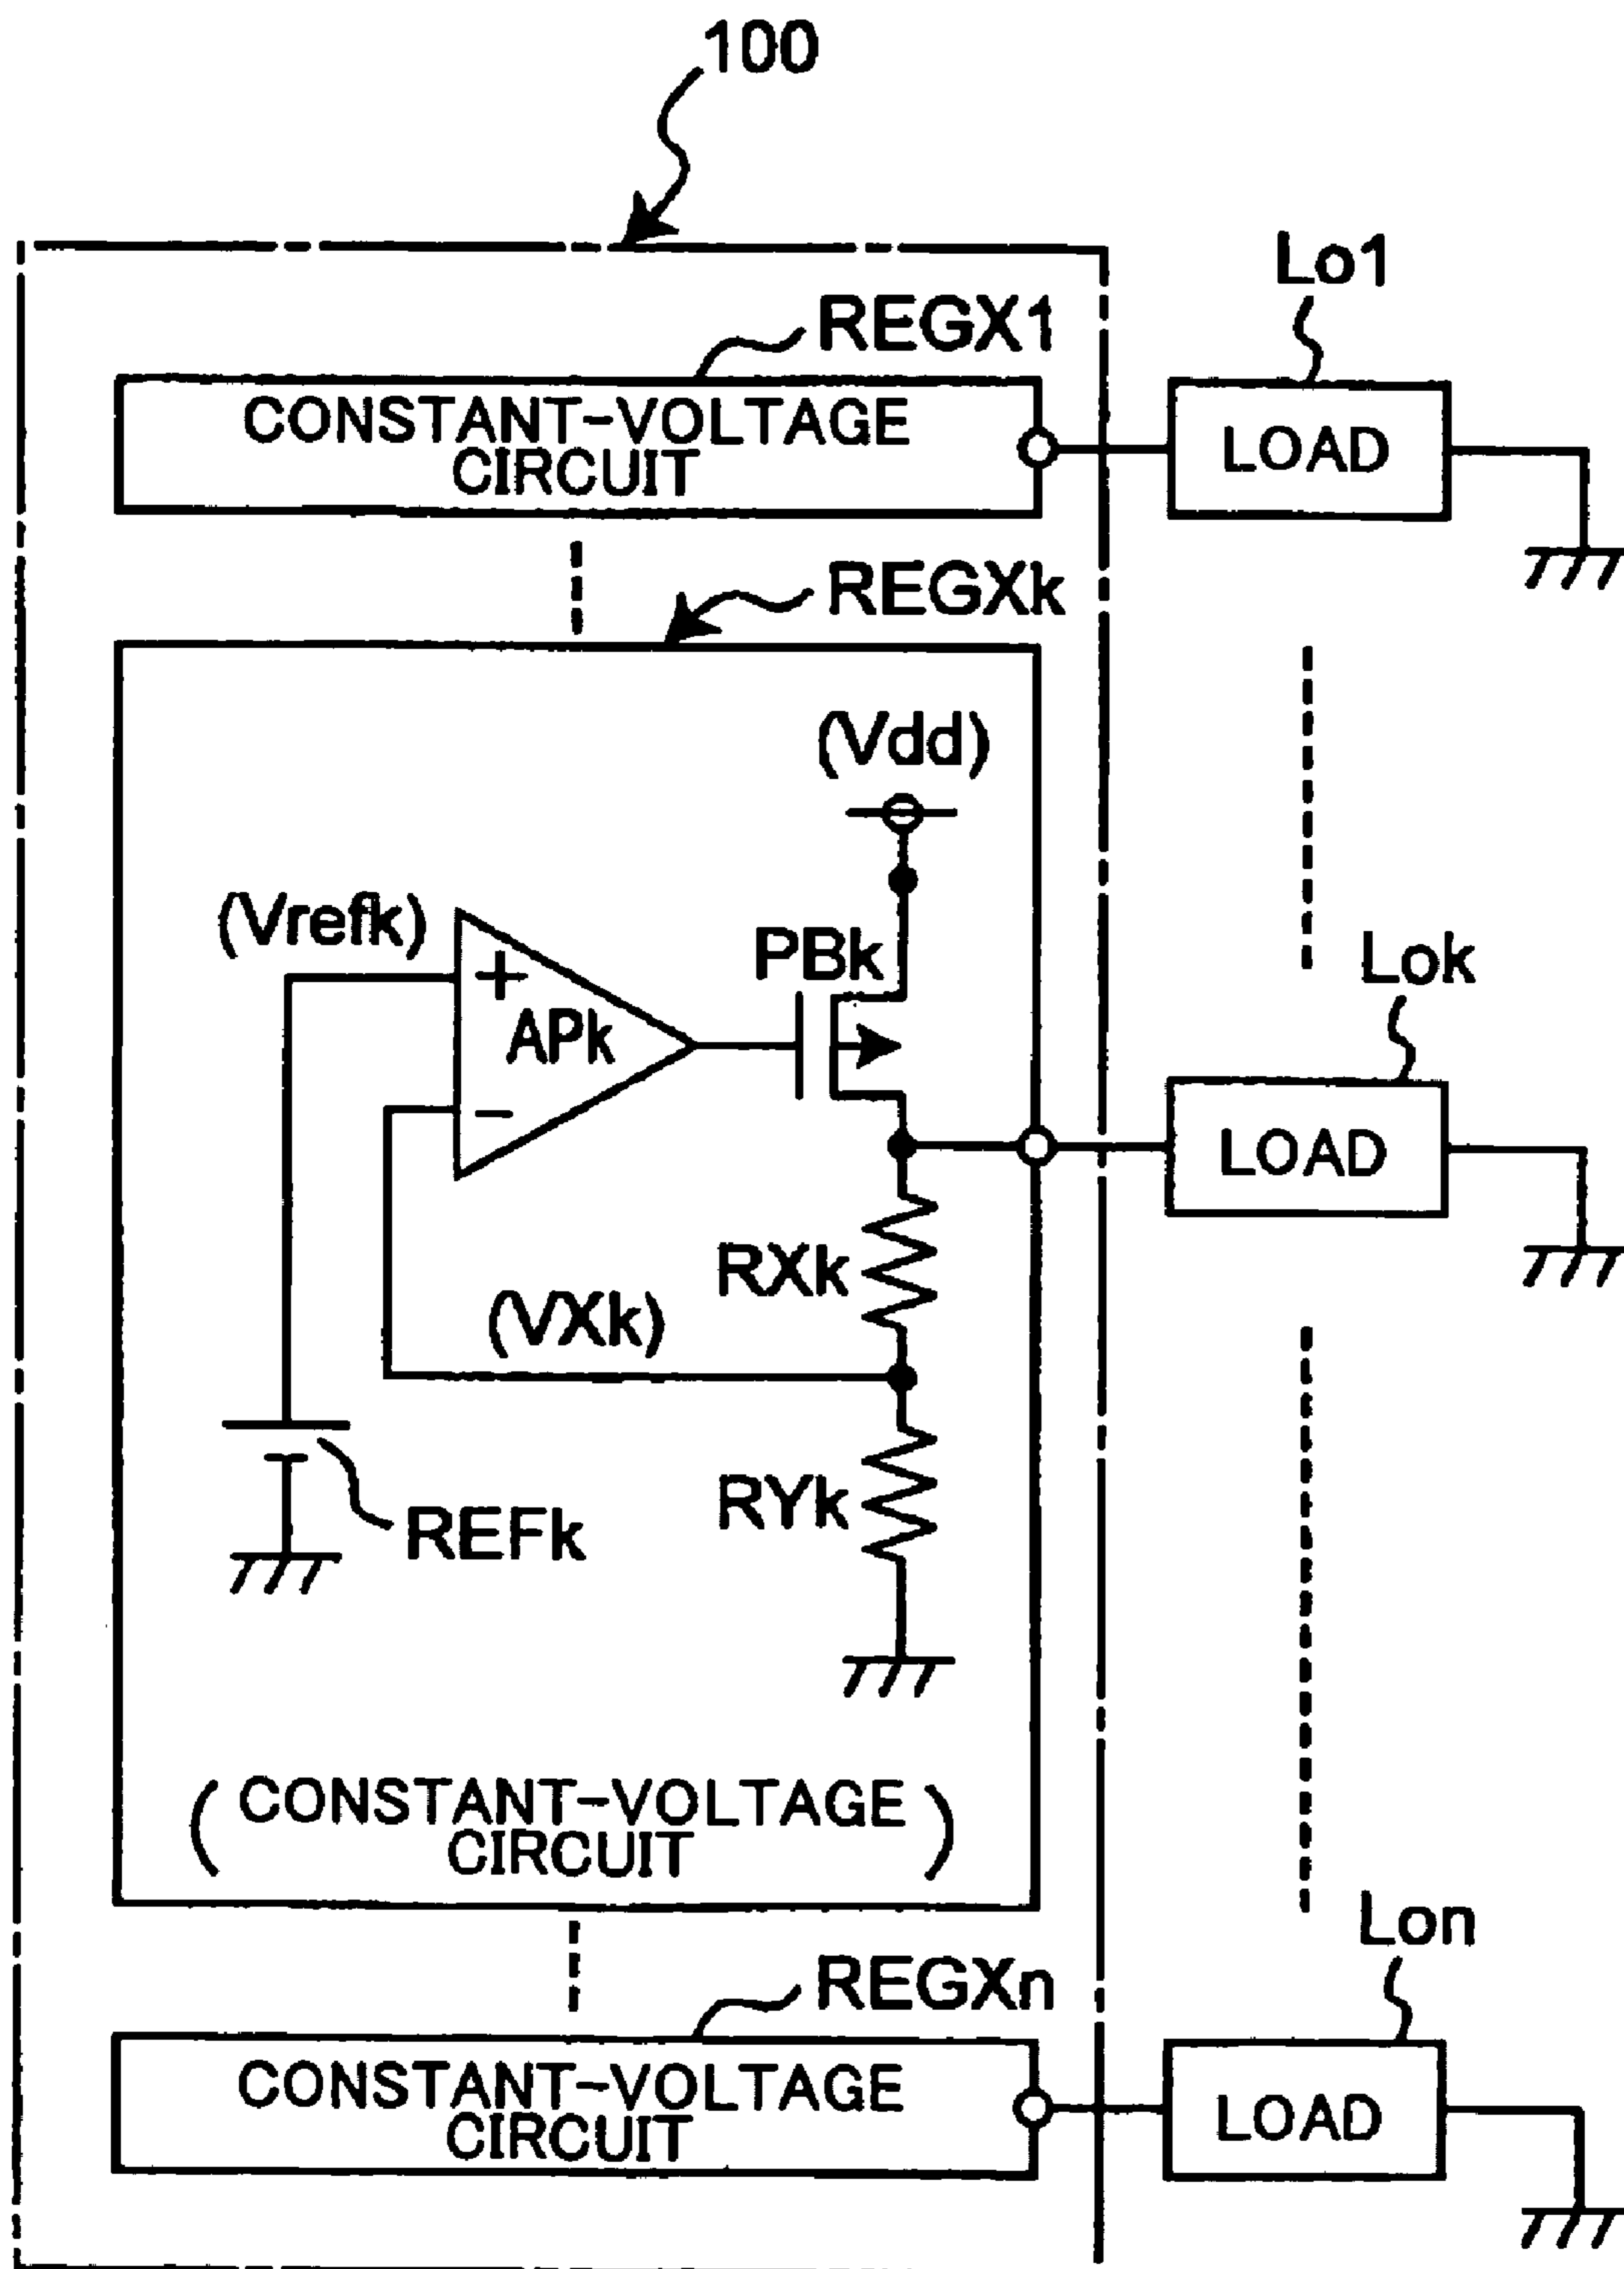 100
Lo1
REGX1
CONSTANT-VOLTAGE
CIRCUIT
LOAD
REGXk
(Vdd)
(Vrefk)
PBk
Lok
+
APk
-
LOAD
RXk
(VXk)
RYk
REFk
(CONSTANT-VOLTAGE
CIRCUIT)
Lon
REGXn
CONSTANT-VOLTAGE
CIRCUIT
LOAD